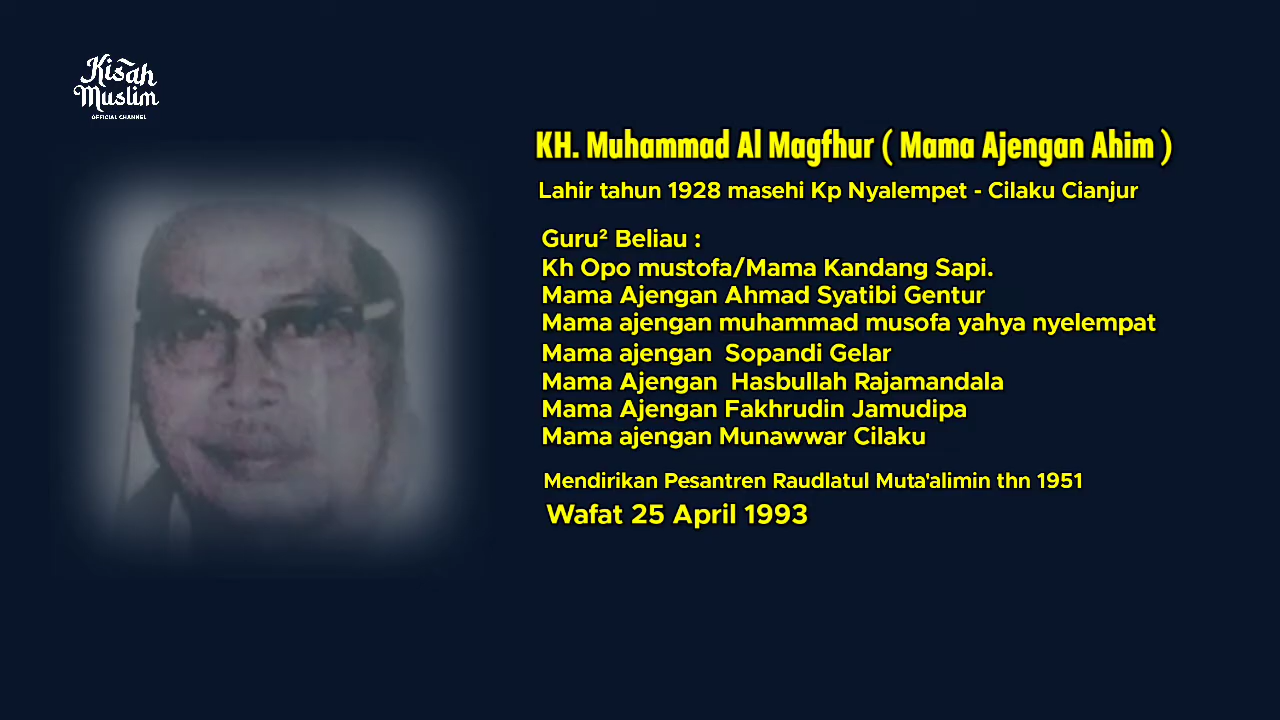 Kisah
Muslim
OFFICIAL CHANNEL
KH. Muhammad Al Magfhur ( Mama Ajengan Ahim )
Lahir tahun 1928 masehi Kp Nyalempet - Cilaku Cianjur
Guru² Beliau :
Kh Opo mustofa/Mama Kandang Sapi.
Mama Ajengan Ahmad Syatibi Gentur
Mama ajengan muhammad musofa yahya nyelempat
Mama ajengan Sopandi Gelar
Mama Ajengan Hasbullah Rajamandala
Mama Ajengan Fakhrudin Jamudipa
Mama ajengan Munawwar Cilaku
Mendirikan Pesantren Raudlatul Muta'alimin thn 1951
Wafat 25 April 1993